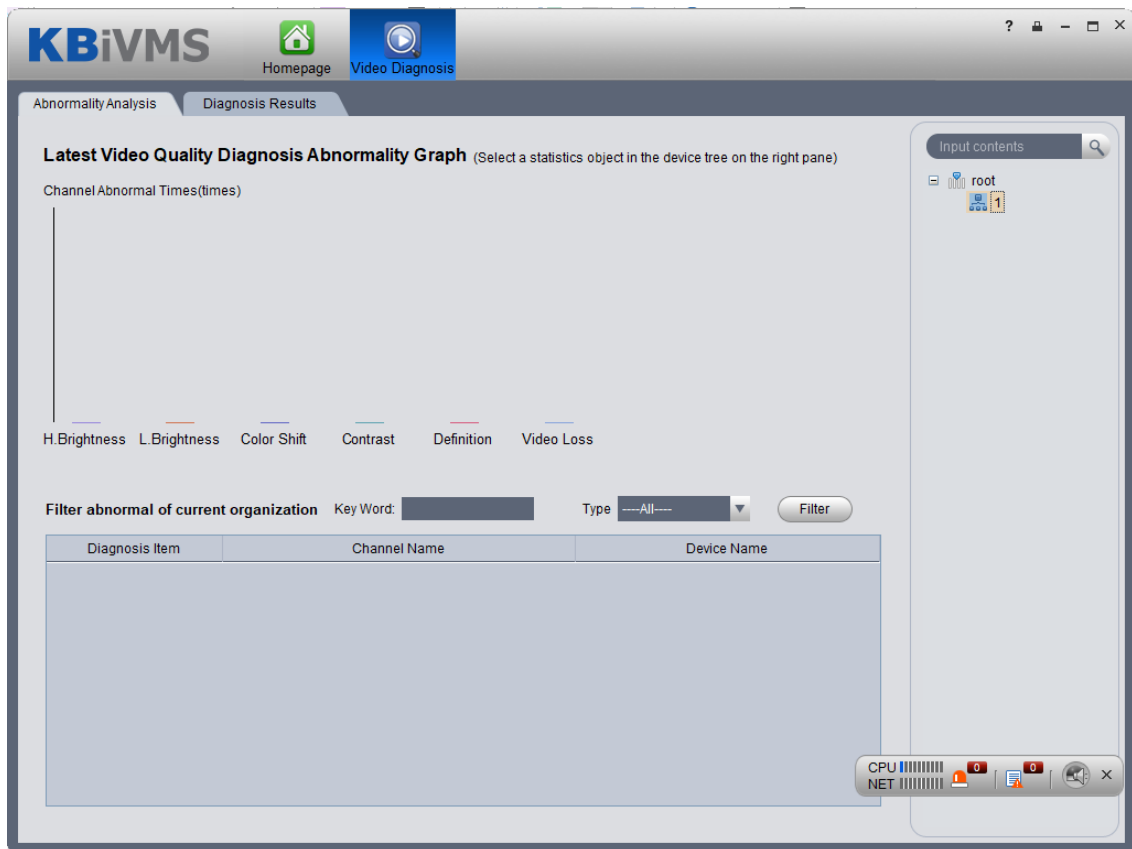 KBiVMS
Homepage
Video Diagnosis
?
Abnormality Analysis
Diagnosis Results
Latest Video Quality Diagnosis Abnormality Graph (Select a statistics object in the device tree on the right pane)
Channel Abnormal Times(times)
H.Brightness L.Brightness Color Shift Contrast Definition Video Loss
Filter abnormal of current organization Key Word: Type ----All---- Filter
Diagnosis Item Channel Name Device Name
Input contents
root
1
CPU 0 0
NET